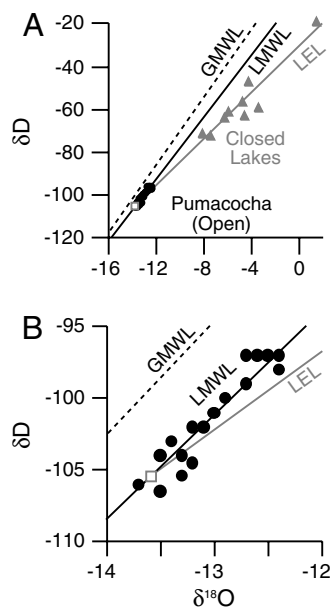 A
-20
-40
-60
-80
-100
-120
δD
GMWL
LMWL
LEL
Closed
Lakes
Pumacocha
(Open)
-16
-12
-8
-4
0
B
-95
-100
-105
-110
δD
GMWL
LMWL
LEL
-14
-13
-12
δ¹⁸O